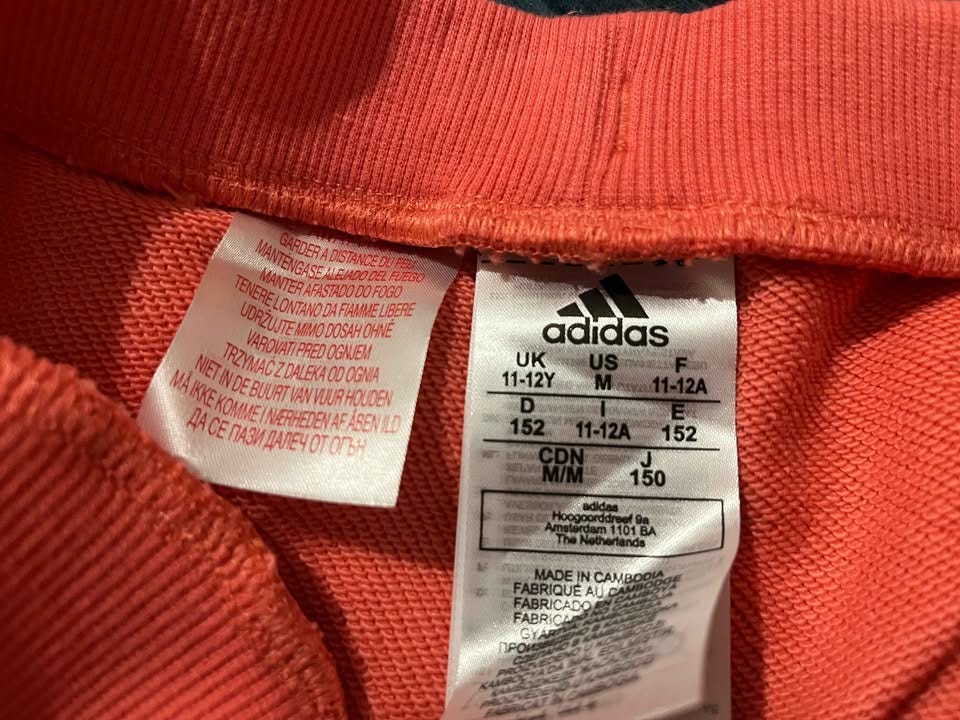 GARDER A DISTANCE DU FEU
MANTENGASE ALEJADO DEL FUEGO
MANTER AFASTADO DO FOGO
TENERE LONTANO DA FIAMME LIBERE
UDRŽUJTE MIMO DOSAH OHNĚ
VAROVATI PRED OGNJEM
TRZYMAĆ Z DALEKA OD OGNIA
NIET IN DE BUURT VAN VUUR HOUDEN
MÅ IKKE KOMME I NÆRHEDEN AF ÅBEN ILD
ДА СЕ ПАЗИ ДАЛЕЧ ОТ ОГЪН
adidas
UK US F
11-12Y M 11-12A
D I E
152 11-12A 152
CDN J
M/M 150
adidas
Hoogoorddreef 9a
Amsterdam 1101 BA
The Netherlands
MADE IN CAMBODIA
FABRIQUÉ AU CAMBODGE
FABRICADO EN CAMBOYA